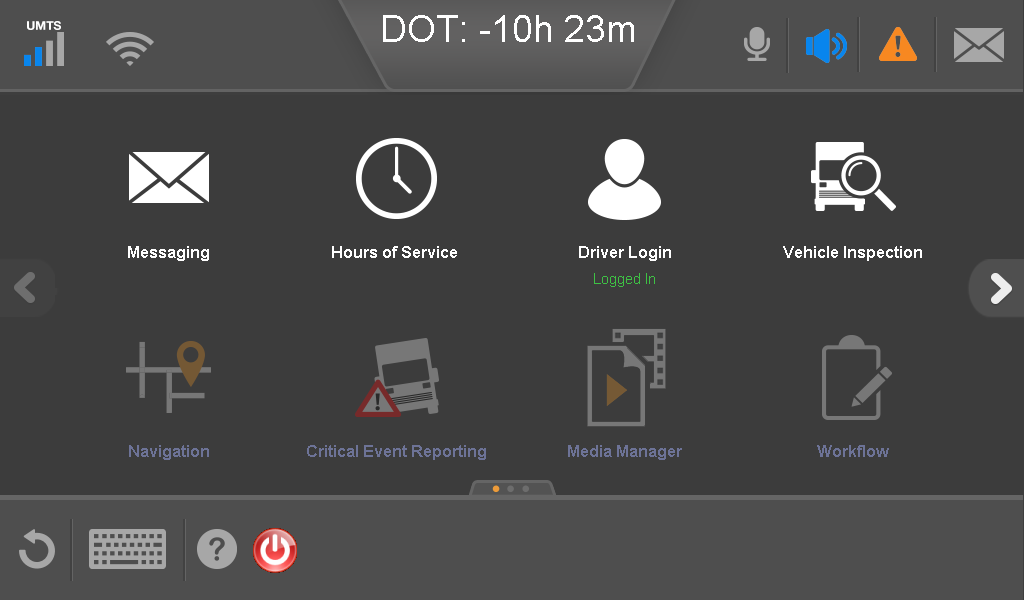 UMTS
DOT: -10h 23m
Messaging
Hours of Service
Driver Login
Vehicle Inspection
Logged In
Navigation
Critical Event Reporting
Media Manager
Workflow